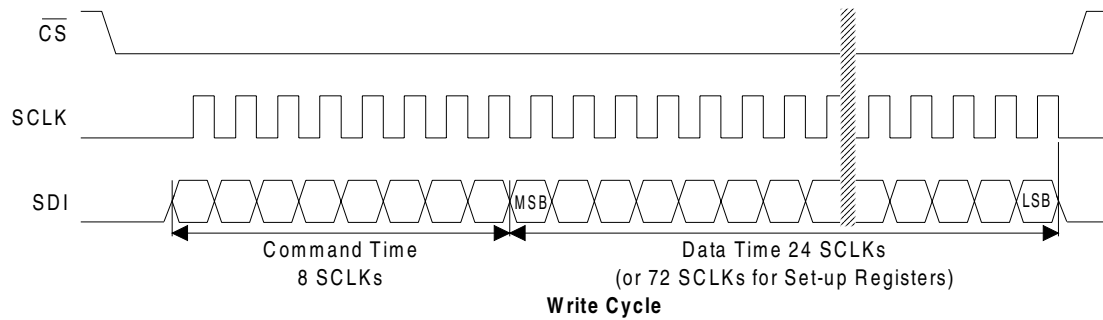 CS
SCLK
SDI
MSB
LSB
Command Time
8 SCLKs
Data Time 24 SCLKs
(or 72 SCLKs for Set-up Registers)
Write Cycle